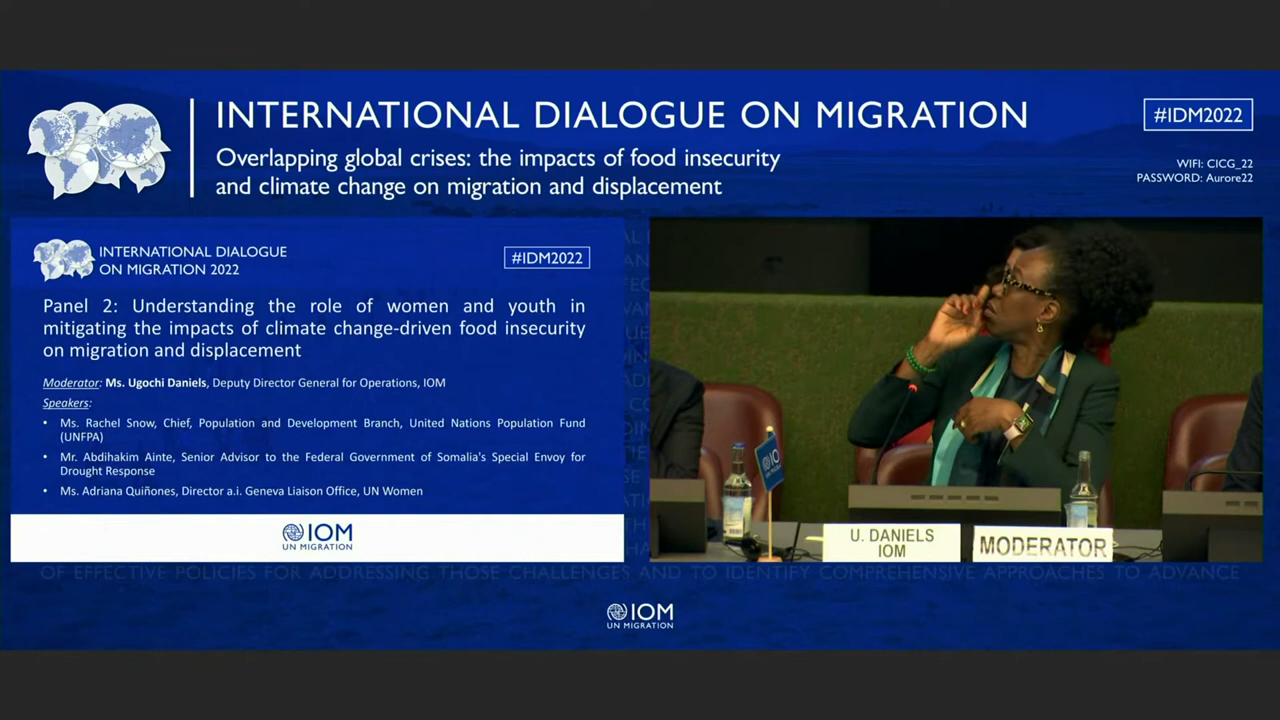 INTERNATIONAL DIALOGUE ON MIGRATION
Overlapping global crises: the impacts of food insecurity
and climate change on migration and displacement
#IDM2022
WIFI: CICG_22
PASSWORD: Aurore22
INTERNATIONAL DIALOGUE
ON MIGRATION 2022
#IDM2022
Panel 2: Understanding the role of women and youth in
mitigating the impacts of climate change-driven food insecurity
on migration and displacement
Moderator: Ms. Ugochi Daniels, Deputy Director General for Operations, IOM
Speakers:
• Ms. Rachel Snow, Chief, Population and Development Branch, United Nations Population Fund
(UNFPA)
• Mr. Abdihakim Ainte, Senior Advisor to the Federal Government of Somalia's Special Envoy for
Drought Response
• Ms. Adriana Quiñones, Director a.i. Geneva Liaison Office, UN Women
IOM
UN MIGRATION
U. DANIELS
IOM
MODERATOR
OF EFFECTIVE POLICIES FOR ADDRESSING THOSE CHALLENGES AND TO IDENTIFY COMPREHENSIVE APPROACHES TO ADVANCE
IOM
UN MIGRATION